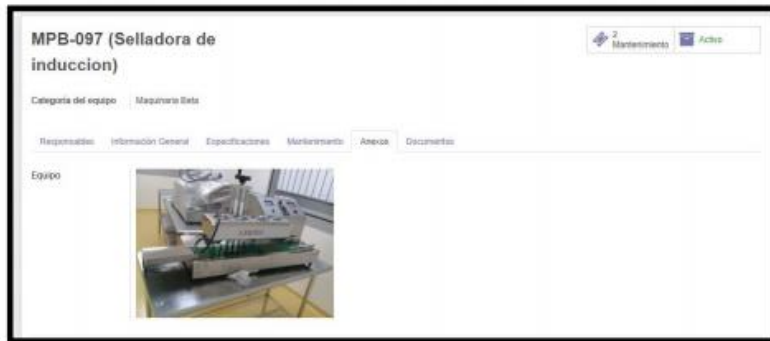 MPB-097 (Selladora de
induccion)
2
Mantenimiento
Activo
Categoría del equipo Maquinaria Beta
Responsables Información General Especificaciones Mantenimiento Anexos Documentos
Equipo